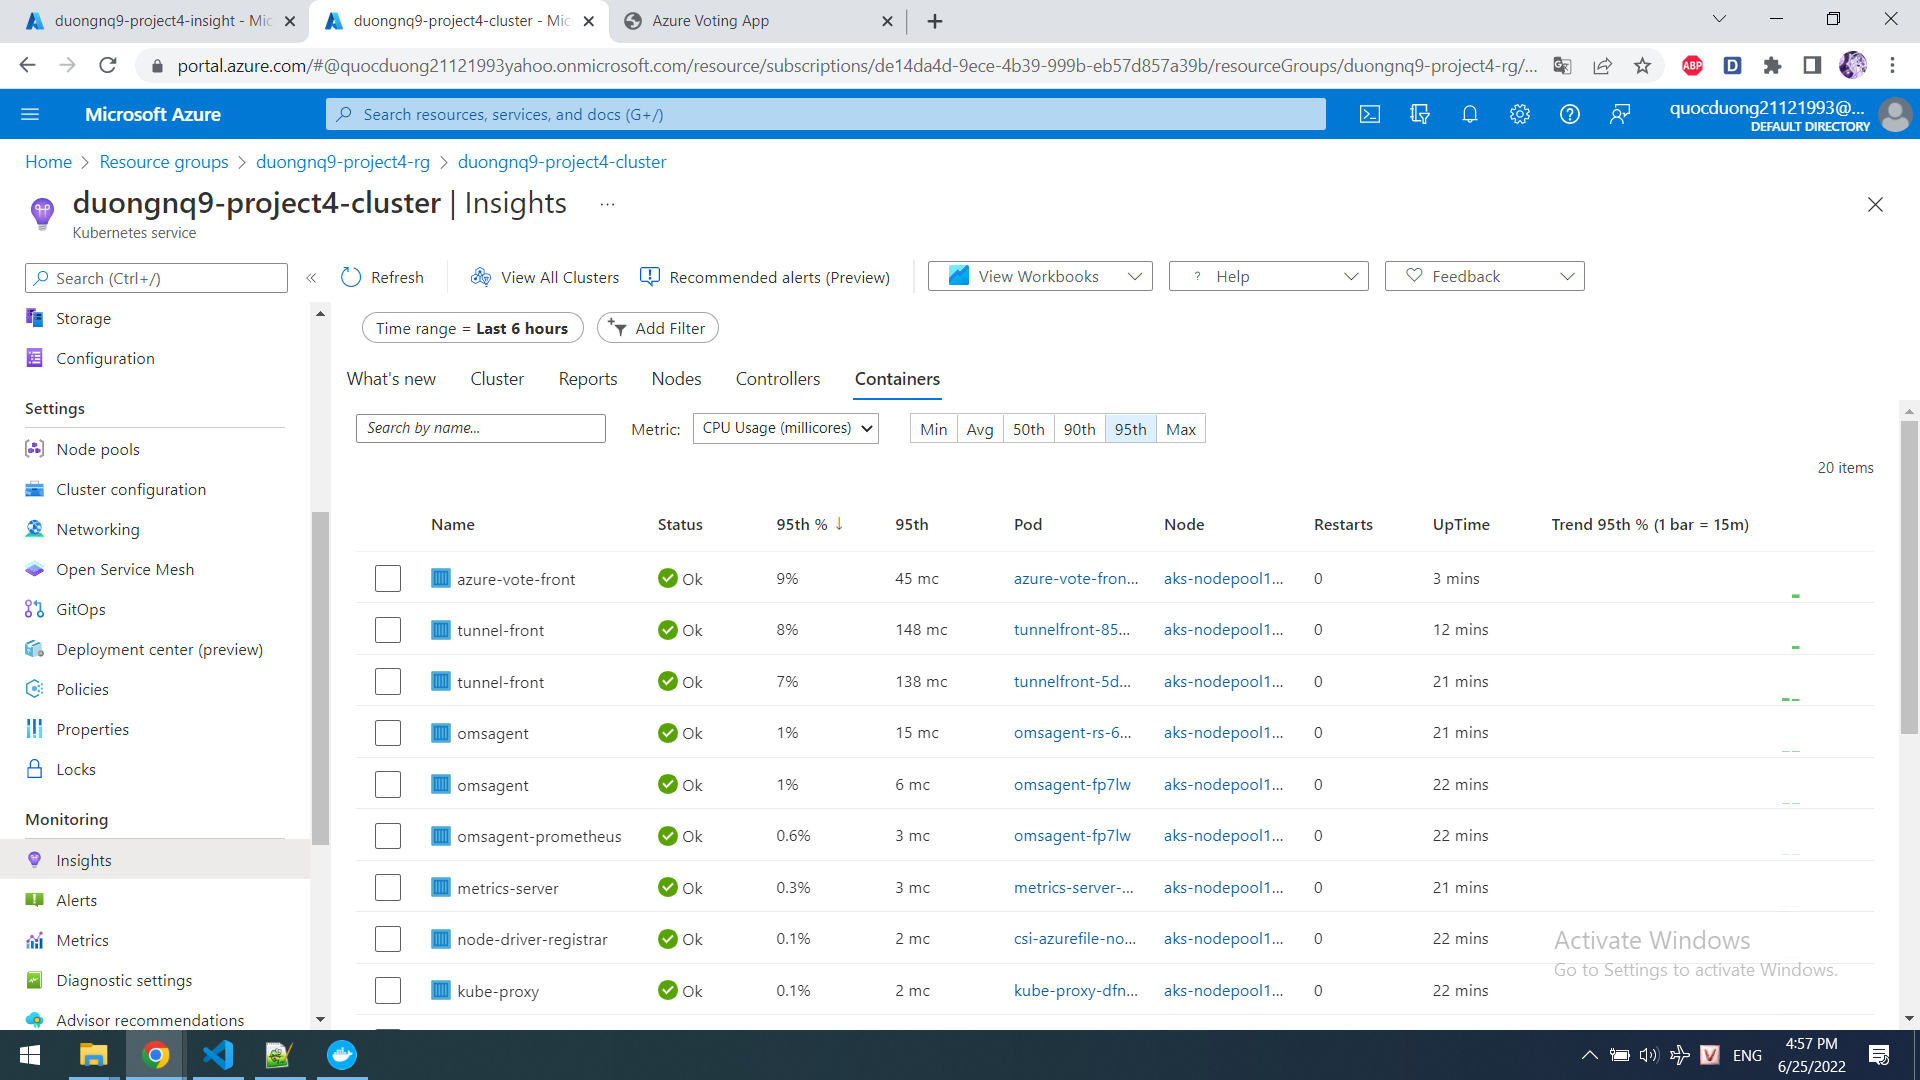 duongnq9-project4-insight - Mic
duongnq9-project4-cluster - Mic
Azure Voting App
portal.azure.com/#@quocduong21121993yahoo.onmicrosoft.com/resource/subscriptions/de14da4d-9ece-4b39-999b-eb57d857a39b/resourceGroups/duongnq9-project4-rg/...
ABP
D
Microsoft Azure
Search resources, services, and docs (G+/)
quocduong21121993@...
DEFAULT DIRECTORY
Home > Resource groups > duongnq9-project4-rg > duongnq9-project4-cluster
duongnq9-project4-cluster | Insights ...
Kubernetes service
Search (Ctrl+/)
«
Refresh
View All Clusters
Recommended alerts (Preview)
View Workbooks
? Help
Feedback
Storage
Configuration
Settings
Node pools
Cluster configuration
Networking
Open Service Mesh
GitOps
Deployment center (preview)
Policies
Properties
Locks
Monitoring
Insights
Alerts
Metrics
Diagnostic settings
Advisor recommendations
Time range = Last 6 hours
Add Filter
What's new Cluster Reports Nodes Controllers Containers
Search by name...
Metric: CPU Usage (millicores)
Min Avg 50th 90th 95th Max
20 items
Name Status 95th % ↓ 95th Pod Node Restarts UpTime Trend 95th % (1 bar = 15m)
azure-vote-front Ok 9% 45 mc azure-vote-fron... aks-nodepool1... 0 3 mins
tunnel-front Ok 8% 148 mc tunnelfront-85... aks-nodepool1... 0 12 mins
tunnel-front Ok 7% 138 mc tunnelfront-5d... aks-nodepool1... 0 21 mins
omsagent Ok 1% 15 mc omsagent-rs-6... aks-nodepool1... 0 21 mins
omsagent Ok 1% 6 mc omsagent-fp7lw aks-nodepool1... 0 22 mins
omsagent-prometheus Ok 0.6% 3 mc omsagent-fp7lw aks-nodepool1... 0 22 mins
metrics-server Ok 0.3% 3 mc metrics-server-... aks-nodepool1... 0 21 mins
node-driver-registrar Ok 0.1% 2 mc csi-azurefile-no... aks-nodepool1... 0 22 mins
kube-proxy Ok 0.1% 2 mc kube-proxy-dfn... aks-nodepool1... 0 22 mins
Activate Windows
Go to Settings to activate Windows.
V
ENG
4:57 PM
6/25/2022